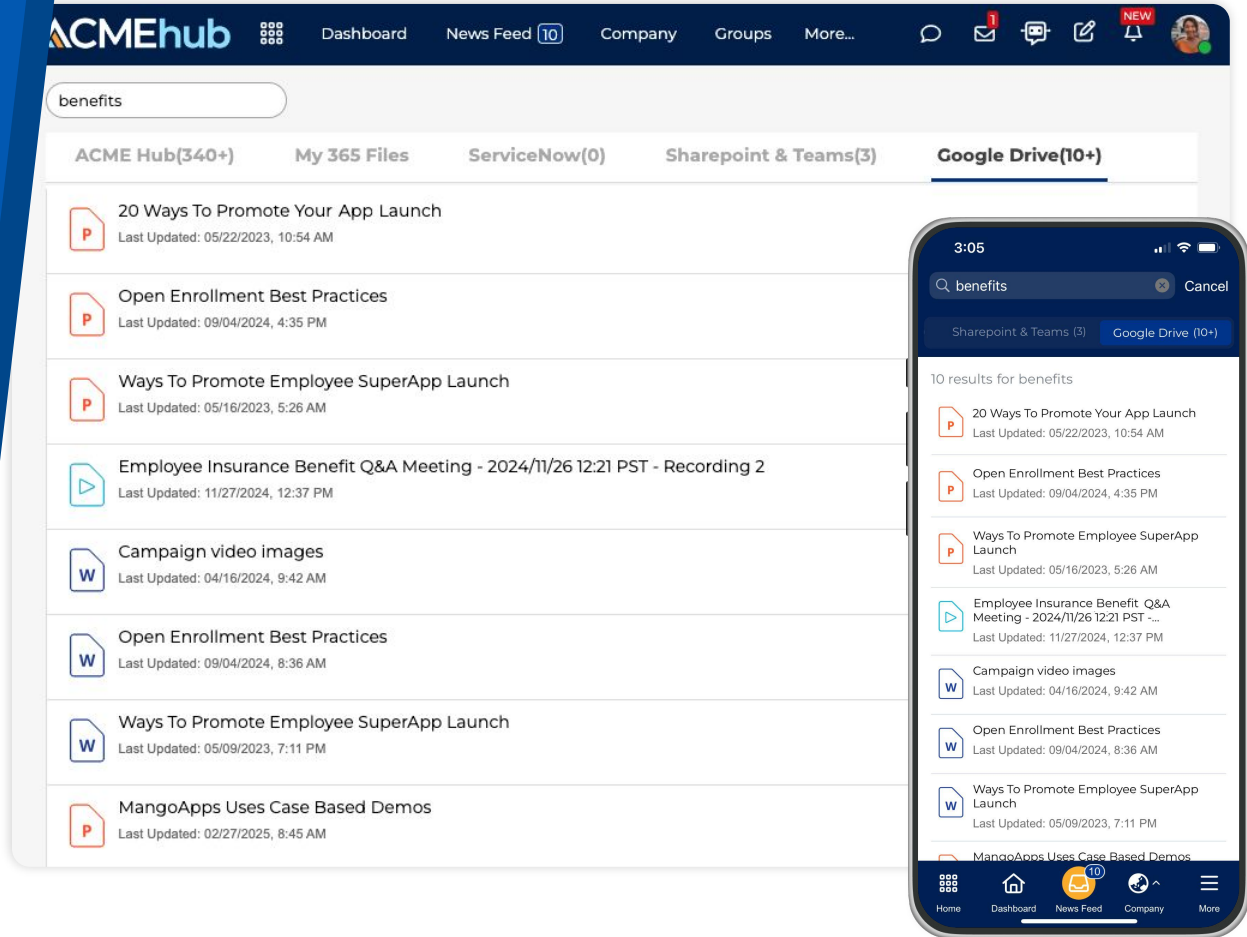 ACMEhub
Dashboard
News Feed 10
Company
Groups
More...
1
NEW
benefits
ACME Hub(340+)
My 365 Files
ServiceNow(0)
Sharepoint & Teams(3)
Google Drive(10+)
P
20 Ways To Promote Your App Launch
Last Updated: 05/22/2023, 10:54 AM
P
Open Enrollment Best Practices
Last Updated: 09/04/2024, 4:35 PM
P
Ways To Promote Employee SuperApp Launch
Last Updated: 05/16/2023, 5:26 AM
Employee Insurance Benefit Q&A Meeting - 2024/11/26 12:21 PST - Recording 2
Last Updated: 11/27/2024, 12:37 PM
W
Campaign video images
Last Updated: 04/16/2024, 9:42 AM
W
Open Enrollment Best Practices
Last Updated: 09/04/2024, 8:36 AM
W
Ways To Promote Employee SuperApp Launch
Last Updated: 05/09/2023, 7:11 PM
P
MangoApps Uses Case Based Demos
Last Updated: 02/27/2025, 8:45 AM
3:05
benefits
Cancel
Sharepoint & Teams (3)
Google Drive (10+)
10 results for benefits
P
20 Ways To Promote Your App Launch
Last Updated: 05/22/2023, 10:54 AM
P
Open Enrollment Best Practices
Last Updated: 09/04/2024, 4:35 PM
P
Ways To Promote Employee SuperApp
Launch
Last Updated: 05/16/2023, 5:26 AM
Employee Insurance Benefit Q&A
Meeting - 2024/11/26 12:21 PST -...
Last Updated: 11/27/2024, 12:37 PM
W
Campaign video images
Last Updated: 04/16/2024, 9:42 AM
W
Open Enrollment Best Practices
Last Updated: 09/04/2024, 8:36 AM
W
Ways To Promote Employee SuperApp
Launch
Last Updated: 05/09/2023, 7:11 PM
MangoApps Uses Case Based Demos
10
Home
Dashboard
News Feed
Company
More